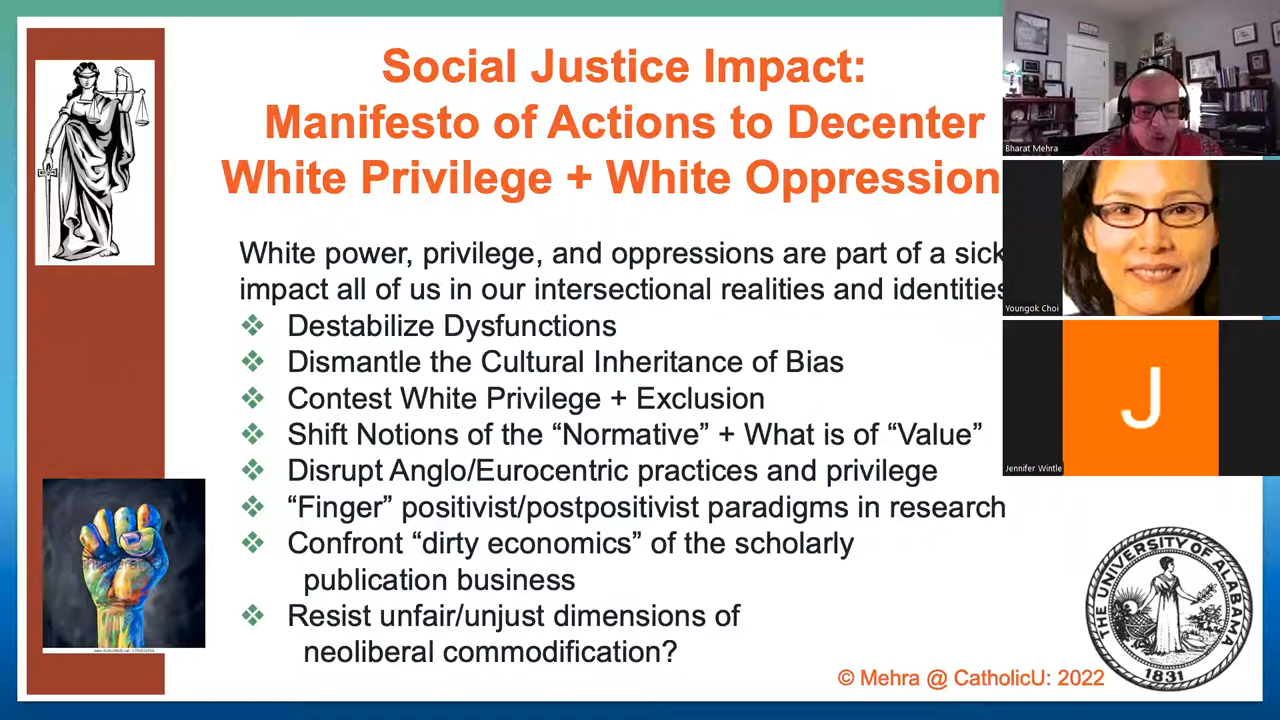 Social Justice Impact:
Manifesto of Actions to Decenter
White Privilege + White Oppression
White power, privilege, and oppressions are part of a sick
impact all of us in our intersectional realities and identities
❖ Destabilize Dysfunctions
❖ Dismantle the Cultural Inheritance of Bias
❖ Contest White Privilege + Exclusion
❖ Shift Notions of the “Normative” + What is of “Value”
❖ Disrupt Anglo/Eurocentric practices and privilege
❖ “Finger” positivist/postpositivist paradigms in research
❖ Confront “dirty economics” of the scholarly
publication business
❖ Resist unfair/unjust dimensions of
neoliberal commodification?
© Mehra @ CatholicU: 2022
Bharat Mehra
Youngok Choi
J
Jennifer Wintle
THE UNIVERSITY OF ALABAMA
1831